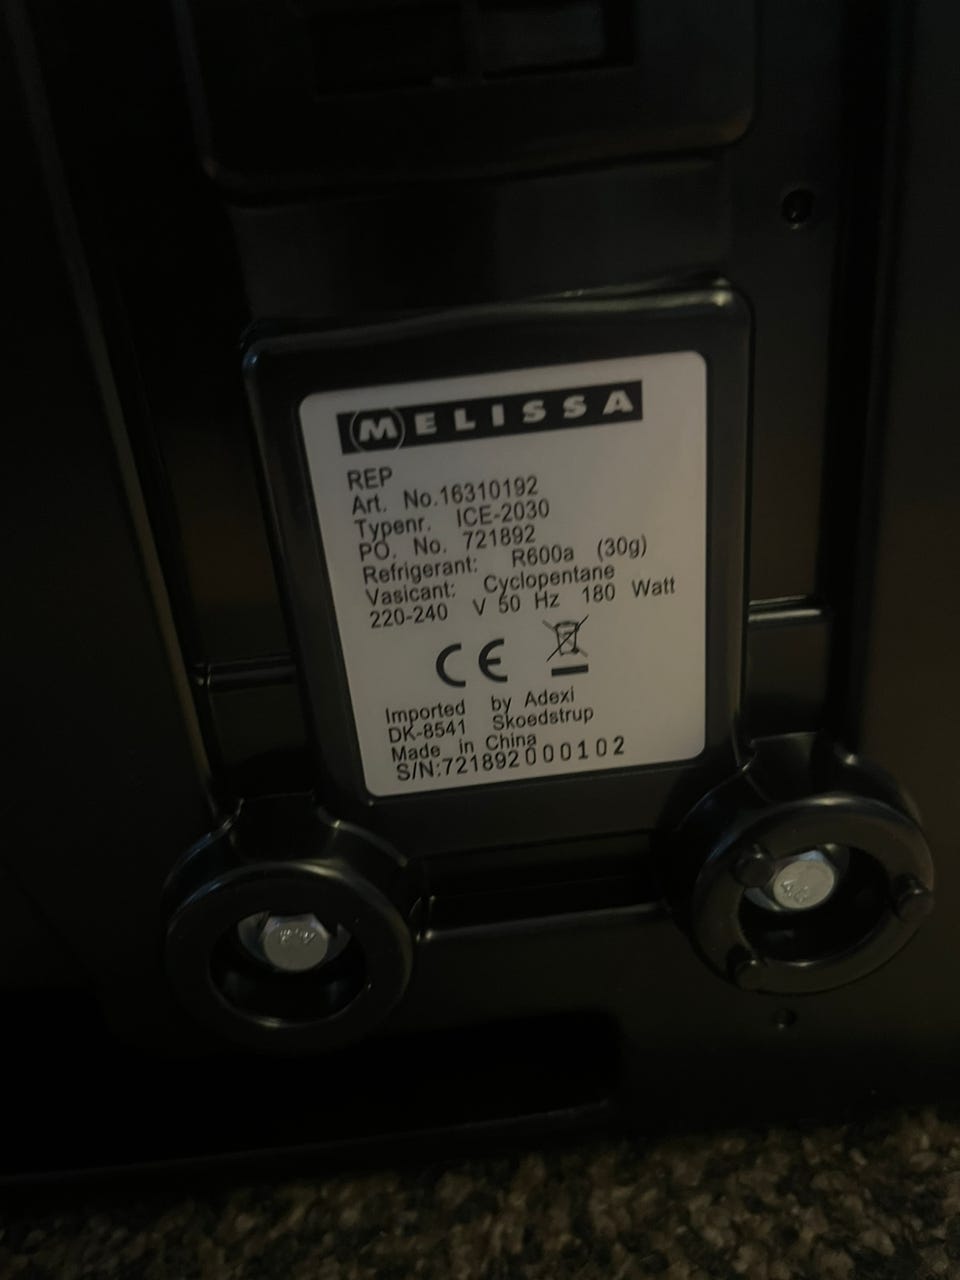 MELISSA
REP
Art. No.16310192
Typenr. ICE-2030
PO. No. 721892
Refrigerant: R600a (30g)
Vasicant: Cyclopentane
220-240 V 50 Hz 180 Watt
CE
Imported by Adexi
DK-8541 Skoedstrup
Made in China
S/N:721892000102